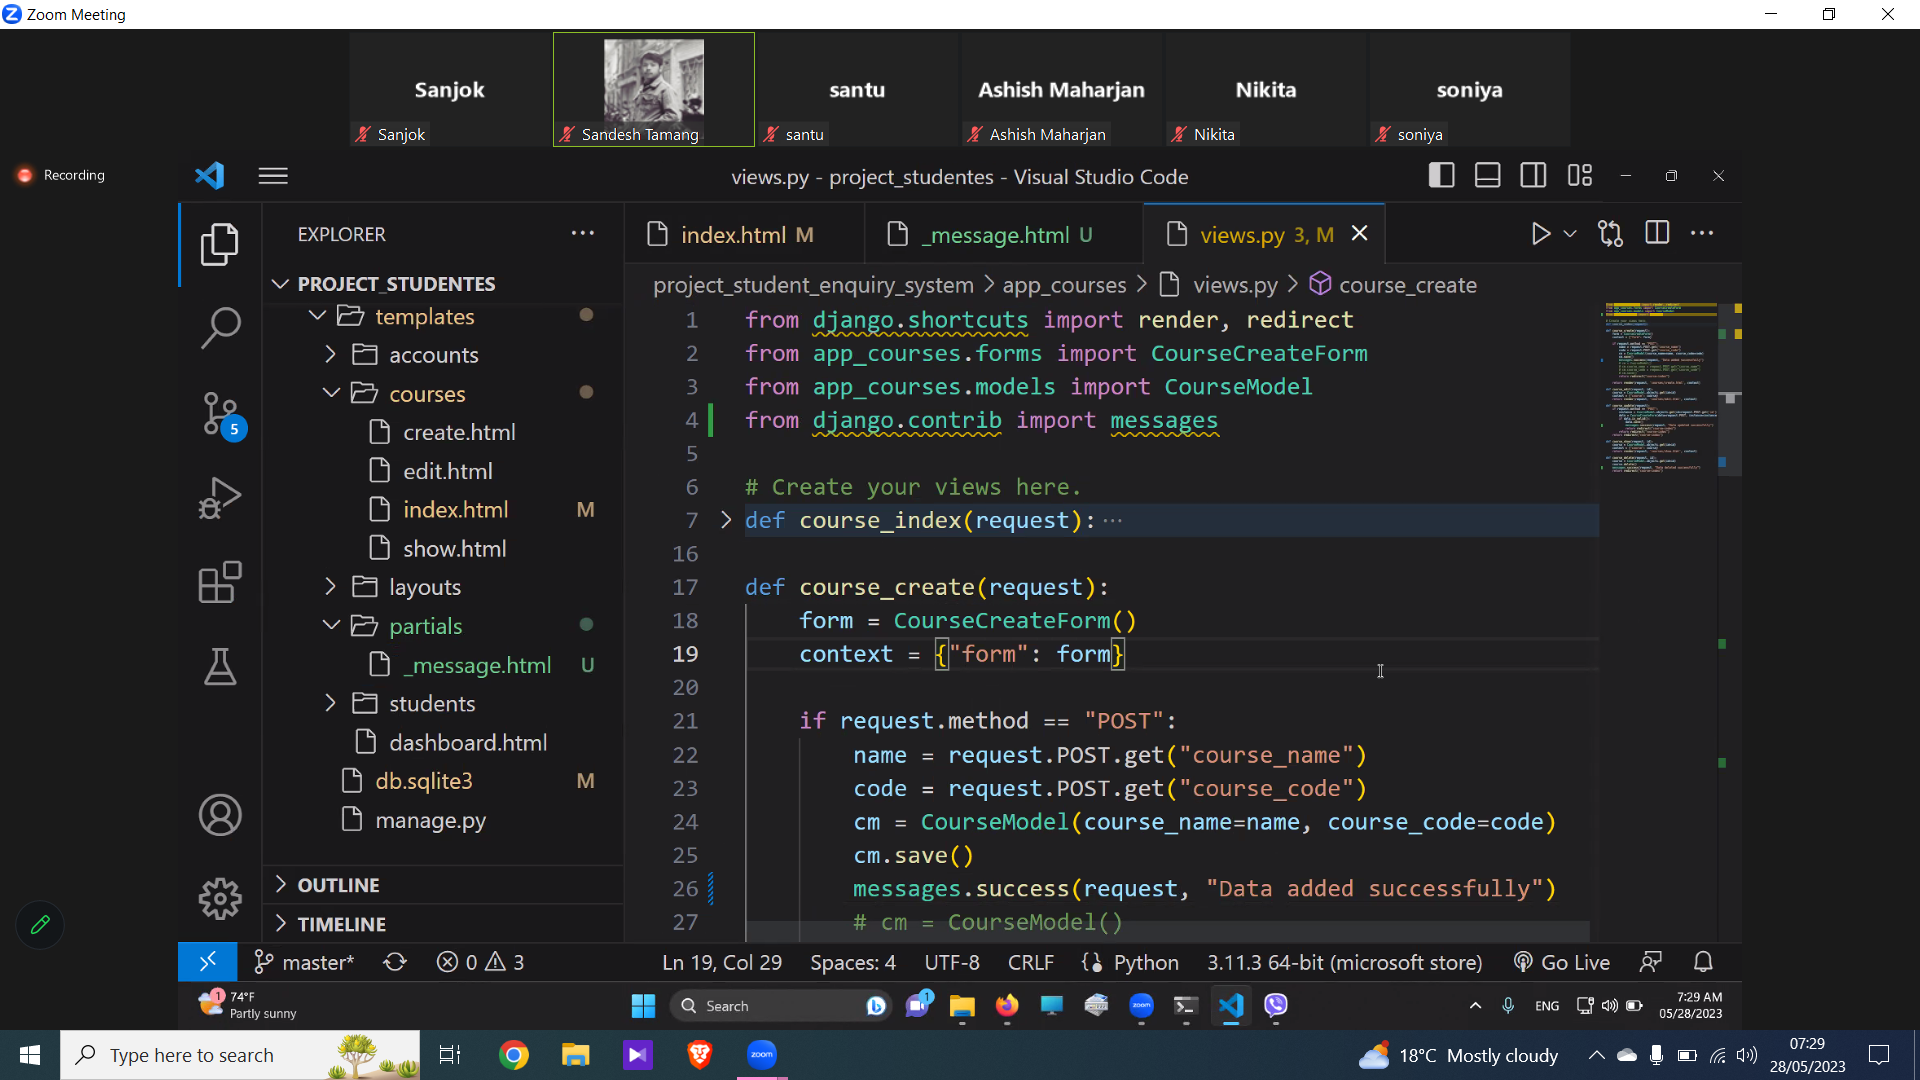 Zoom Meeting
Sanjok
santu
Ashish Maharjan
Nikita
soniya
Sanjok
Sandesh Tamang
santu
Ashish Maharjan
Nikita
soniya
Recording
views.py - project_studentes - Visual Studio Code
EXPLORER
PROJECT_STUDENTES
templates
accounts
courses
create.html
edit.html
index.html M
show.html
layouts
partials
_message.html U
students
dashboard.html
db.sqlite3 M
manage.py
OUTLINE
TIMELINE
5
index.html M
_message.html U
views.py 3, M
project_student_enquiry_system > app_courses > views.py > course_create
1 from django.shortcuts import render, redirect
2 from app_courses.forms import CourseCreateForm
3 from app_courses.models import CourseModel
4 from django.contrib import messages
5
6 # Create your views here.
7 def course_index(request): ···
16
17 def course_create(request):
18 form = CourseCreateForm()
19 context = {"form": form}
20
21 if request.method == "POST":
22 name = request.POST.get("course_name")
23 code = request.POST.get("course_code")
24 cm = CourseModel(course_name=name, course_code=code)
25 cm.save()
26 messages.success(request, "Data added successfully")
27 # cm = CourseModel()
master* 0 3
Ln 19, Col 29 Spaces: 4 UTF-8 CRLF Python 3.11.3 64-bit (microsoft store) Go Live
1 74°F
Partly sunny
Search
1
zoom
ENG
7:29 AM
05/28/2023
Type here to search
zoom
18°C Mostly cloudy
07:29
28/05/2023